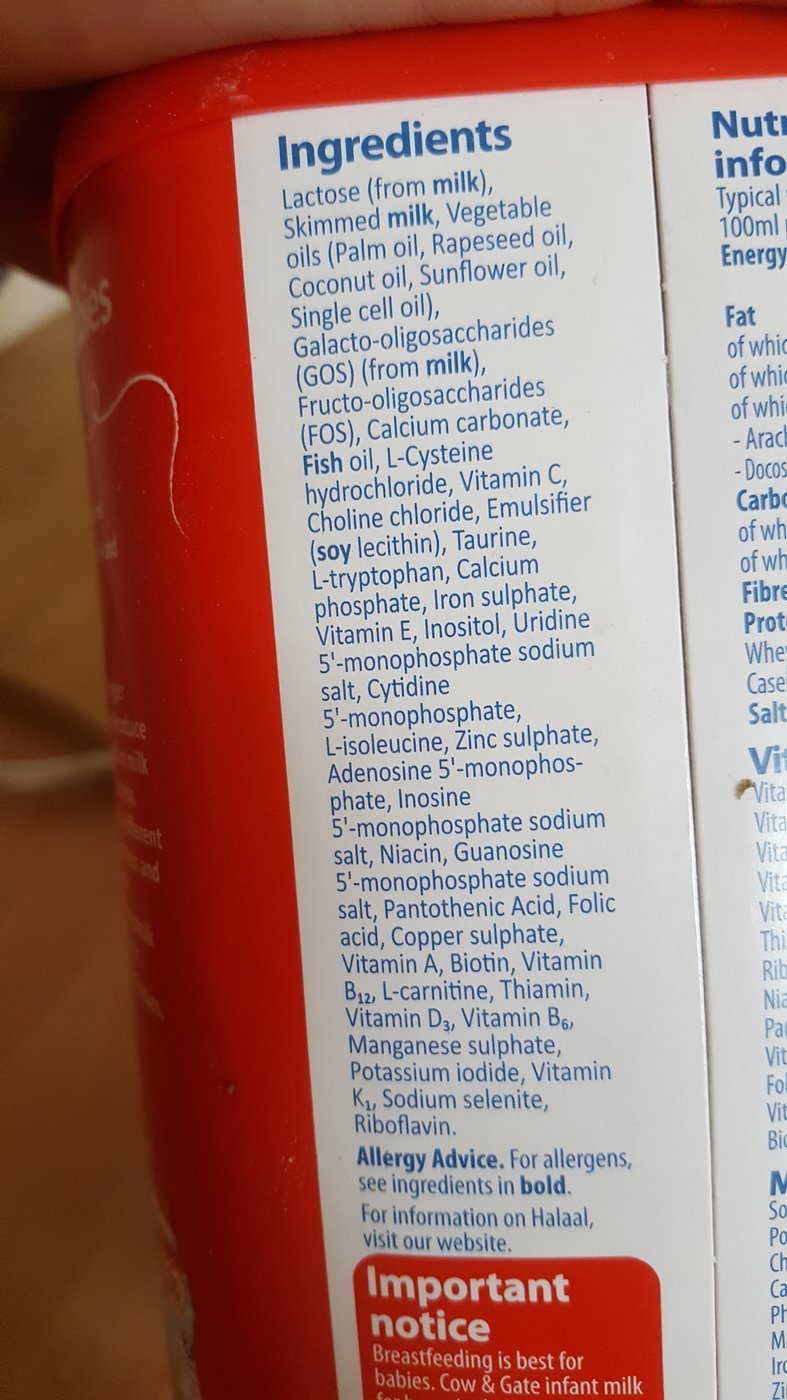 Ingredients
Lactose (from milk),
Skimmed milk, Vegetable
oils (Palm oil, Rapeseed oil,
Coconut oil, Sunflower oil,
Single cell oil),
Galacto-oligosaccharides
(GOS) (from milk),
Fructo-oligosaccharides
(FOS), Calcium carbonate,
Fish oil, L-Cysteine
hydrochloride, Vitamin C,
Choline chloride, Emulsifier
(soy lecithin), Taurine,
L-tryptophan, Calcium
phosphate, Iron sulphate,
Vitamin E, Inositol, Uridine
5'-monophosphate sodium
salt, Cytidine
5'-monophosphate,
L-isoleucine, Zinc sulphate,
Adenosine 5'-monophos-
phate, Inosine
5'-monophosphate sodium
salt, Niacin, Guanosine
5'-monophosphate sodium
salt, Pantothenic Acid, Folic
acid, Copper sulphate,
Vitamin A, Biotin, Vitamin
B₁₂, L-carnitine, Thiamin,
Vitamin D₃, Vitamin B₆,
Manganese sulphate,
Potassium iodide, Vitamin
K₁, Sodium selenite,
Riboflavin.
Allergy Advice. For allergens,
see ingredients in bold.
For information on Halaal,
visit our website.
Important
notice
Breastfeeding is best for
babies. Cow & Gate infant milk
Typical
100ml
Energy
Fat
of
of
of
Salt